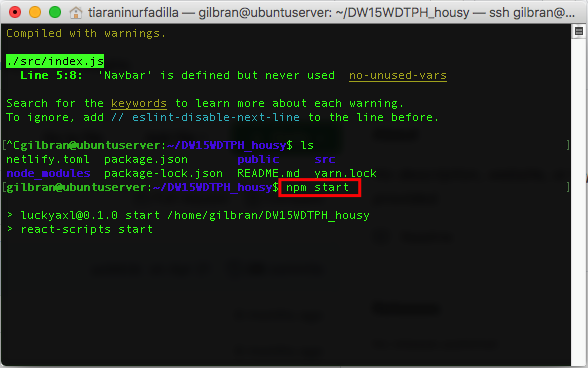 tiaraninurfadilla — gilbran@ubuntuserver: ~/DW15WDTPH_housy — ssh gilbran@...
Compiled with warnings.
./src/index.js
Line 5:8: 'Navbar' is defined but never used no-unused-vars
Search for the keywords to learn more about each warning.
To ignore, add // eslint-disable-next-line to the line before.
[^Cgilbran@ubuntuserver:~/DW15WDTPH_housy$ ls ]
netlify.toml package.json public src
node_modules package-lock.json README.md yarn.lock
[gilbran@ubuntuserver:~/DW15WDTPH_housy$ npm start ]
> luckyaxl@0.1.0 start /home/gilbran/DW15WDTPH_housy
> react-scripts start